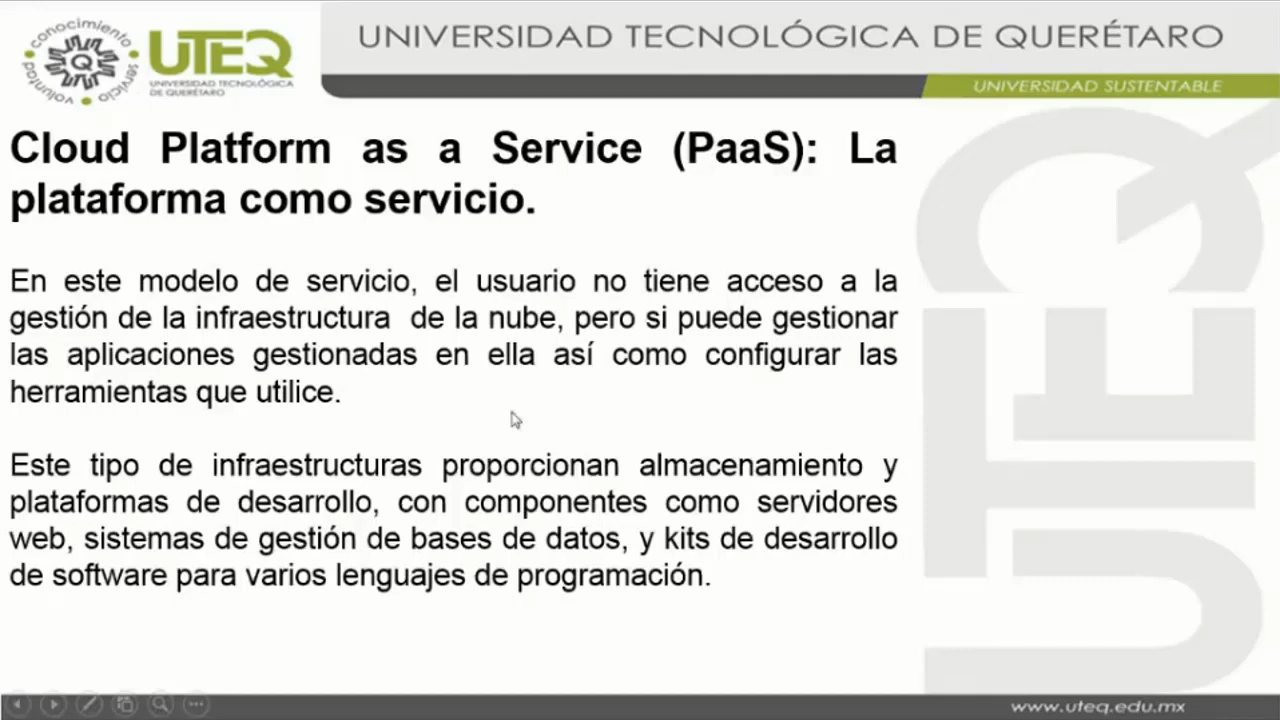 conocimiento
servicio
voluntad
Q
UTEQ
UNIVERSIDAD TECNOLÓGICA
DE QUERÉTARO
UNIVERSIDAD TECNOLÓGICA DE QUERÉTARO
UNIVERSIDAD SUSTENTABLE
Cloud Platform as a Service (PaaS): La
plataforma como servicio.
En este modelo de servicio, el usuario no tiene acceso a la
gestión de la infraestructura de la nube, pero si puede gestionar
las aplicaciones gestionadas en ella así como configurar las
herramientas que utilice.
Este tipo de infraestructuras proporcionan almacenamiento y
plataformas de desarrollo, con componentes como servidores
web, sistemas de gestión de bases de datos, y kits de desarrollo
de software para varios lenguajes de programación.
UTEQ
www.uteq.edu.mx